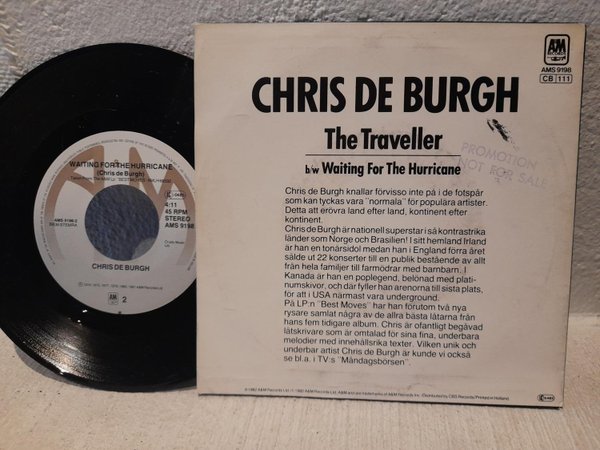 WAITING FOR THE HURRICANE
(Chris de Burgh)
4:11
45 RPM
STEREO
AMS 9198
AMS 9198-2
BIEM/STEMRA
CHRIS DE BURGH
2
A&M
RECORDS
AMS 9198
CB 111
CHRIS DE BURGH
The Traveller
b/w Waiting For The Hurricane
PROMOTIONAL
NOT FOR SALE
Chris de Burgh knallar förvisso inte på i de fotspår
som kan tyckas vara ¨normala¨ för populära artister.
Detta att erövra land efter land, kontinent efter
kontinent.
Chris de Burgh är nationell superstar i så kontrastrika
länder som Norge och Brasilien! I sitt hemland Irland
är han en tonårsidol medan han i England förra året
sålde ut 22 konserter till en publik bestående av allt
från hela familjer till farmödrar med barnbarn. I
Kanada är han en poplegend, belönad med plati-
numskivor, och där fyller han arenorna till sista plats,
för att i USA närmast vara underground.
På LP:n ¨Best Moves¨ har han förutom två nya
rysare samlat några av de allra bästa låtarna från
hans fem tidigare album. Chris är ofantligt begåvad
låtskrivare som är omtalad för sina fina, underbara
melodier med innehållsrika texter. Vilken unik och
underbar artist Chris de Burgh är kunde vi också
se bl.a. i TV:s ¨Måndagsbörsen¨.